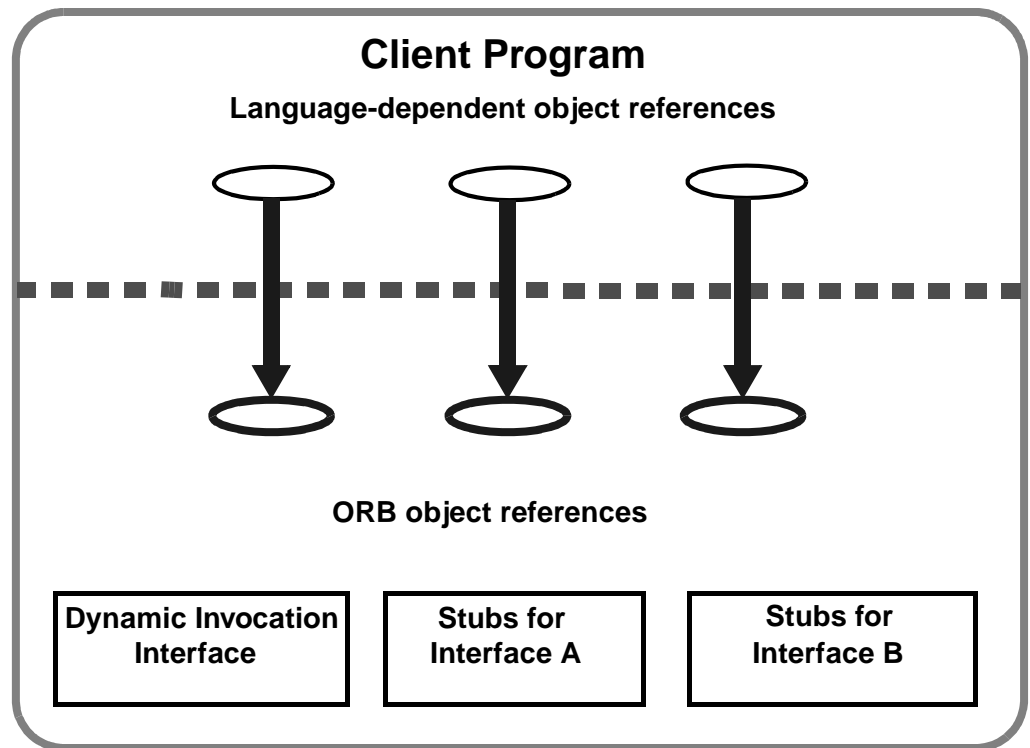 Client Program
Language-dependent object references
ORB object references
Dynamic Invocation
Interface
Stubs for
Interface A
Stubs for
Interface B